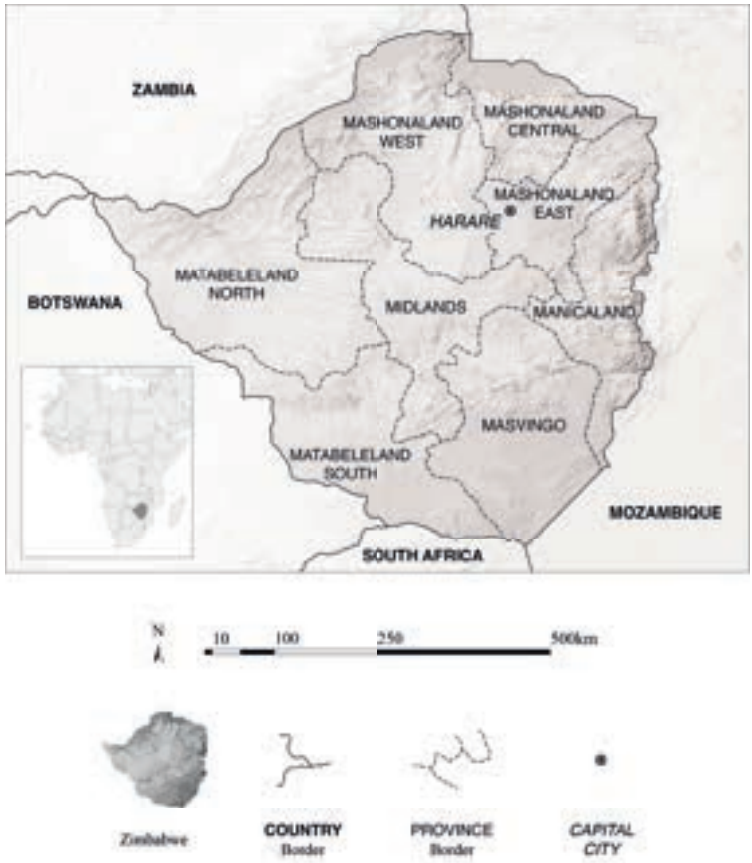 ZAMBIA
MASHONALAND
WEST
MASHONALAND
CENTRAL
MASHONALAND
EAST
HARARE
MATABELELAND
NORTH
BOTSWANA
MIDLANDS
MANICALAND
MASVINGO
MATABELELAND
SOUTH
MOZAMBIQUE
SOUTH AFRICA
N
10 100 250 500km
Zimbabwe
COUNTRY
Border
PROVINCE
Border
CAPITAL
CITY